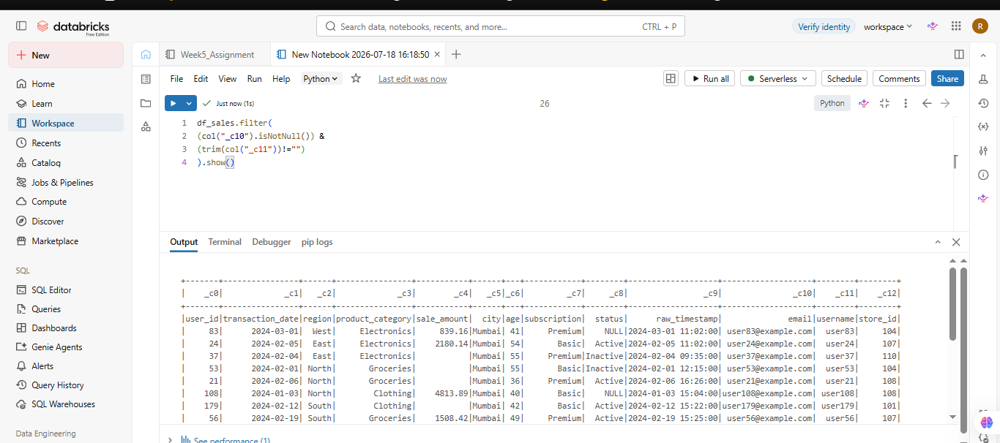 databricks
Free Edition
Search data, notebooks, recents, and more...
CTRL + P
Verify identity
workspace
R
New
Home
Learn
Workspace
Recents
Catalog
Jobs & Pipelines
Compute
Discover
Marketplace
SQL
SQL Editor
Queries
Dashboards
Genie Agents
Alerts
Query History
SQL Warehouses
Data Engineering
Week5_Assignment
New Notebook 2026-07-18 16:18:50
File Edit View Run Help Python Last edit was now
Run all
Serverless
Schedule
Comments
Share
Just now (1s)
26
Python
1 df_sales.filter(
2 (col("_c10").isNotNull()) &
3 (trim(col("_c11"))!="")
4 ).show()
Output Terminal Debugger pip logs
+-------+----------------+------+----------------+-----------+------+---+------------+--------+-------------------+-------------------+--------+--------+
| _c0| _c1| _c2| _c3| _c4| _c5|_c6| _c7| _c8| _c9| _c10| _c11| _c12|
+-------+----------------+------+----------------+-----------+------+---+------------+--------+-------------------+-------------------+--------+--------+
|user_id|transaction_date|region|product_category|sale_amount| city|age|subscription| status| raw_timestamp| email|username|store_id|
| 83| 2024-03-01| West| Electronics| 839.16|Mumbai| 41| Premium| NULL|2024-03-01 11:02:00| user83@example.com| user83| 104|
| 24| 2024-02-05| East| Electronics| 2180.14|Mumbai| 54| Basic| Active|2024-02-05 11:02:00| user24@example.com| user24| 107|
| 37| 2024-02-04| East| Electronics| |Mumbai| 55| Premium|Inactive|2024-02-04 09:35:00| user37@example.com| user37| 110|
| 53| 2024-02-01| North| Groceries| |Mumbai| 55| Basic|Inactive|2024-02-01 12:15:00| user53@example.com| user53| 104|
| 21| 2024-02-06| North| Groceries| |Mumbai| 36| Premium| Active|2024-02-06 16:26:00| user21@example.com| user21| 108|
| 108| 2024-01-03| North| Clothing| 4813.89|Mumbai| 40| Basic| NULL|2024-01-03 15:04:00|user108@example.com| user108| 108|
| 179| 2024-02-12| South| Clothing| |Mumbai| 42| Basic| Active|2024-02-12 15:22:00|user179@example.com| user179| 101|
| 56| 2024-02-19| South| Groceries| 1508.42|Mumbai| 49| Premium| Active|2024-02-19 15:25:00| user56@example.com| user56| 107|
See performance (1)